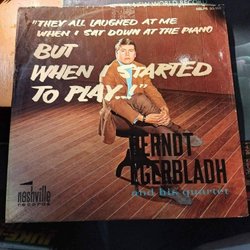 "THEY ALL LAUGHED AT ME
WHEN I SAT DOWN AT THE PIANO
BUT
WHEN I STARTED
TO PLAY..."
BERNDT
EGERBLADH
and his quartet
nashville
records